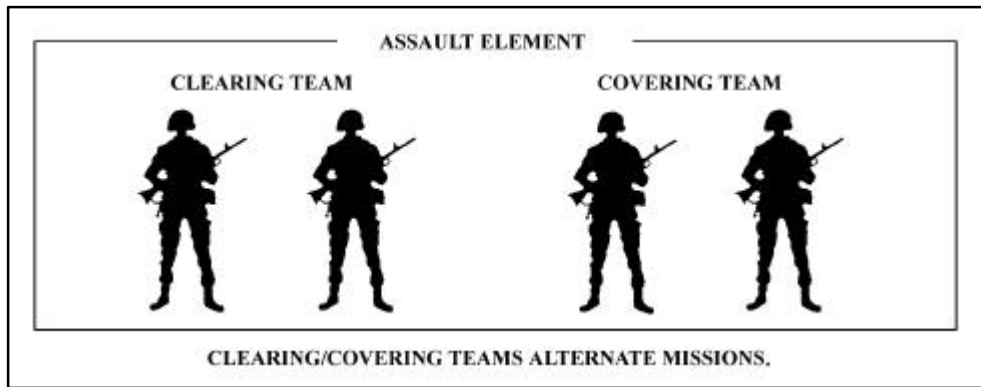 ASSAULT ELEMENT
CLEARING TEAM
COVERING TEAM
CLEARING/COVERING TEAMS ALTERNATE MISSIONS.